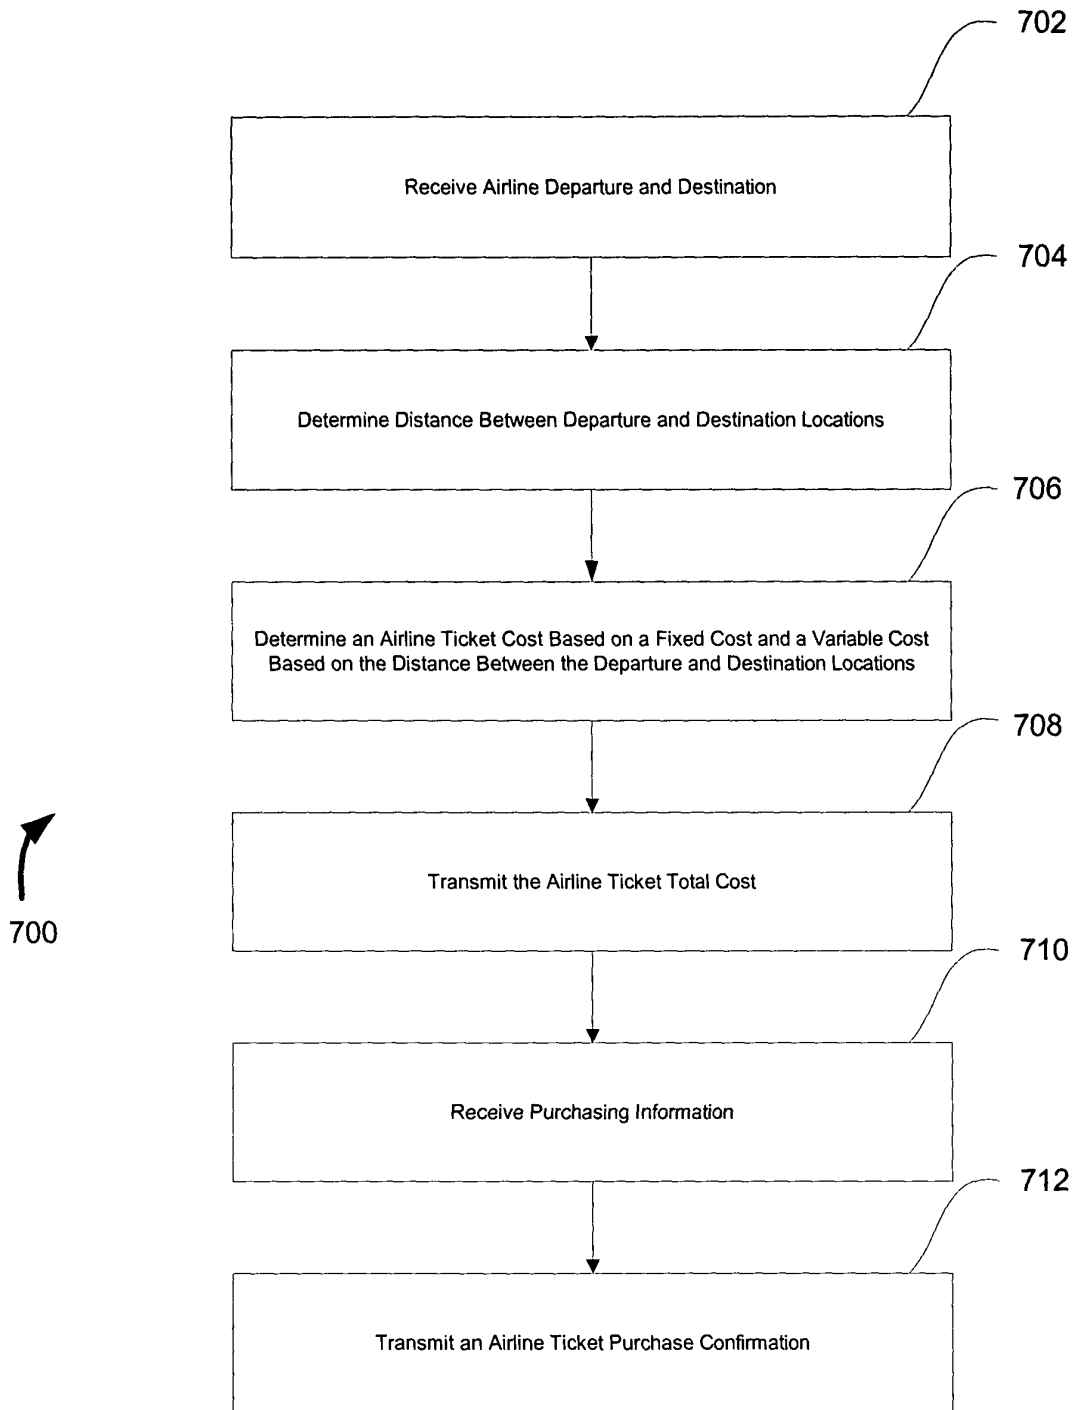 702
Receive Airline Departure and Destination
704
Determine Distance Between Departure and Destination Locations
706
Determine an Airline Ticket Cost Based on a Fixed Cost and a Variable Cost
Based on the Distance Between the Departure and Destination Locations
708
Transmit the Airline Ticket Total Cost
700
710
Receive Purchasing Information
712
Transmit an Airline Ticket Purchase Confirmation